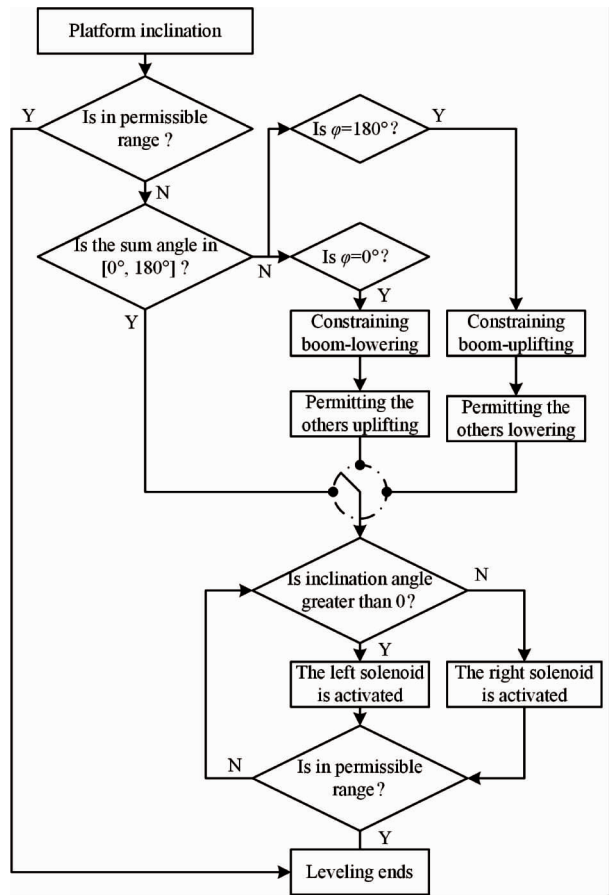 Platform inclination
Y
Is in permissible
range ?
N
Is φ=180°?
Y
Is the sum angle in
[0°, 180°] ?
N
Is φ=0°?
Y
Y
Constraining
boom-lowering
Constraining
boom-uplifting
Permitting the
others uplifting
Permitting the
others lowering
Is inclination angle
greater than 0?
N
Y
The left solenoid
is activated
The right solenoid
is activated
Is in permissible
range?
N
Y
Leveling ends